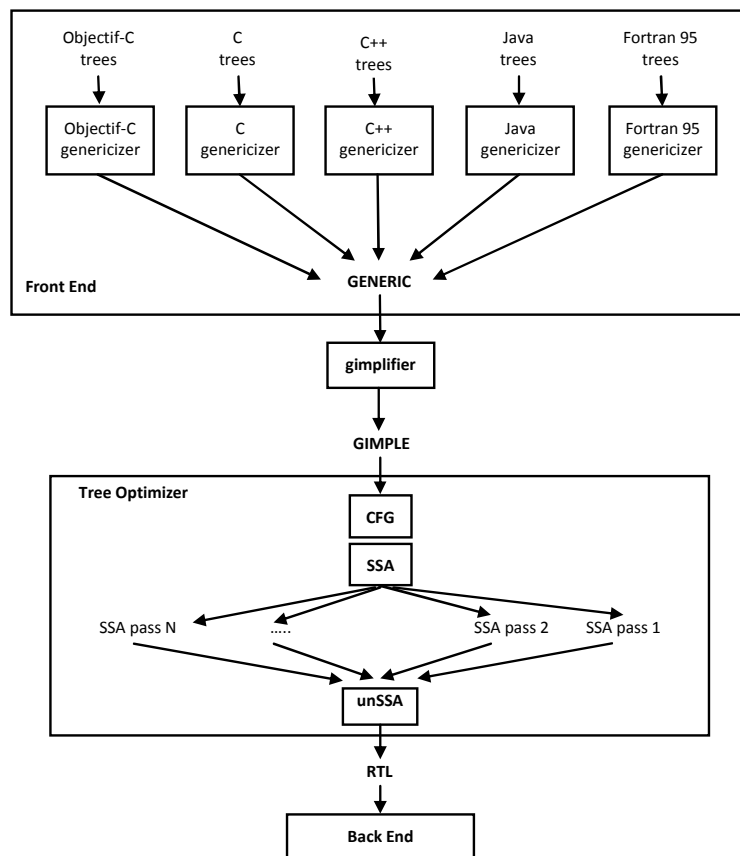 Objectif-C
trees
C
trees
C++
trees
Java
trees
Fortran 95
trees
Objectif-C
genericizer
C
genericizer
C++
genericizer
Java
genericizer
Fortran 95
genericizer
GENERIC
Front End
gimplifier
GIMPLE
Tree Optimizer
CFG
SSA
SSA pass N
…..
SSA pass 2
SSA pass 1
unSSA
RTL
Back End